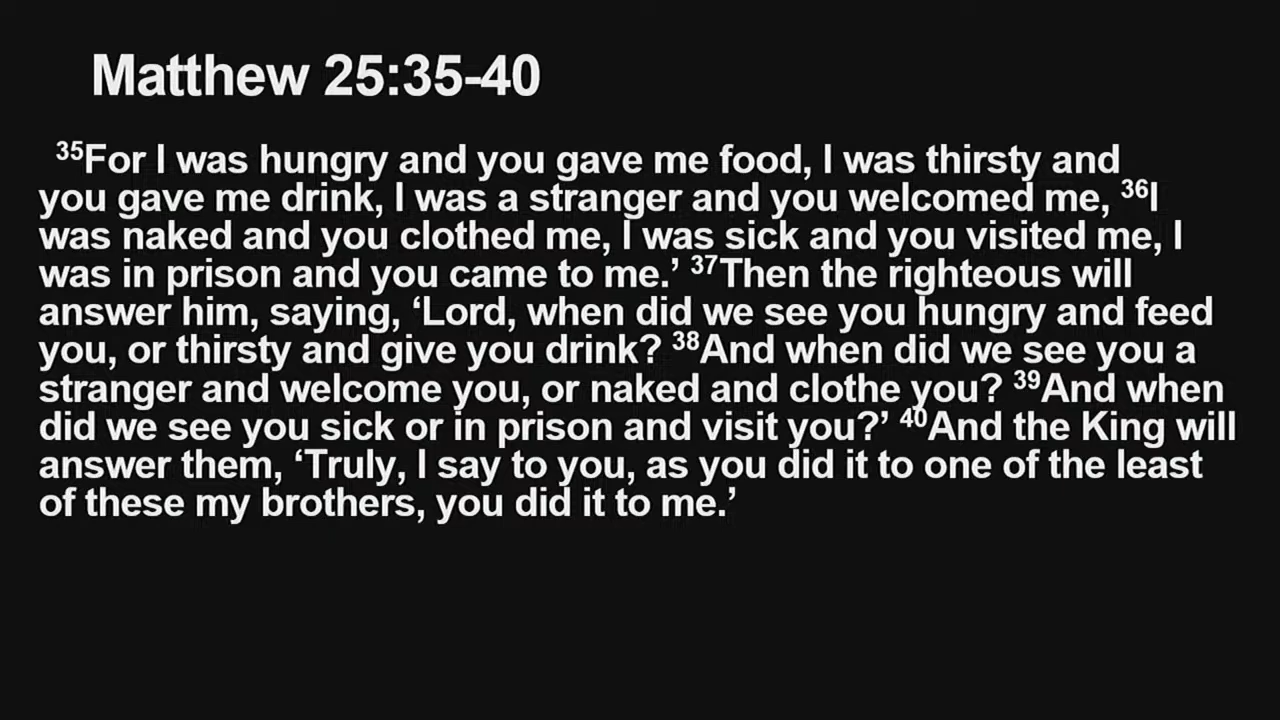 Matthew 25:35-40
³⁵For I was hungry and you gave me food, I was thirsty and
you gave me drink, I was a stranger and you welcomed me, ³⁶I
was naked and you clothed me, I was sick and you visited me, I
was in prison and you came to me.’ ³⁷Then the righteous will
answer him, saying, ‘Lord, when did we see you hungry and feed
you, or thirsty and give you drink? ³⁸And when did we see you a
stranger and welcome you, or naked and clothe you? ³⁹And when
did we see you sick or in prison and visit you?’ ⁴⁰And the King will
answer them, ‘Truly, I say to you, as you did it to one of the least
of these my brothers, you did it to me.’